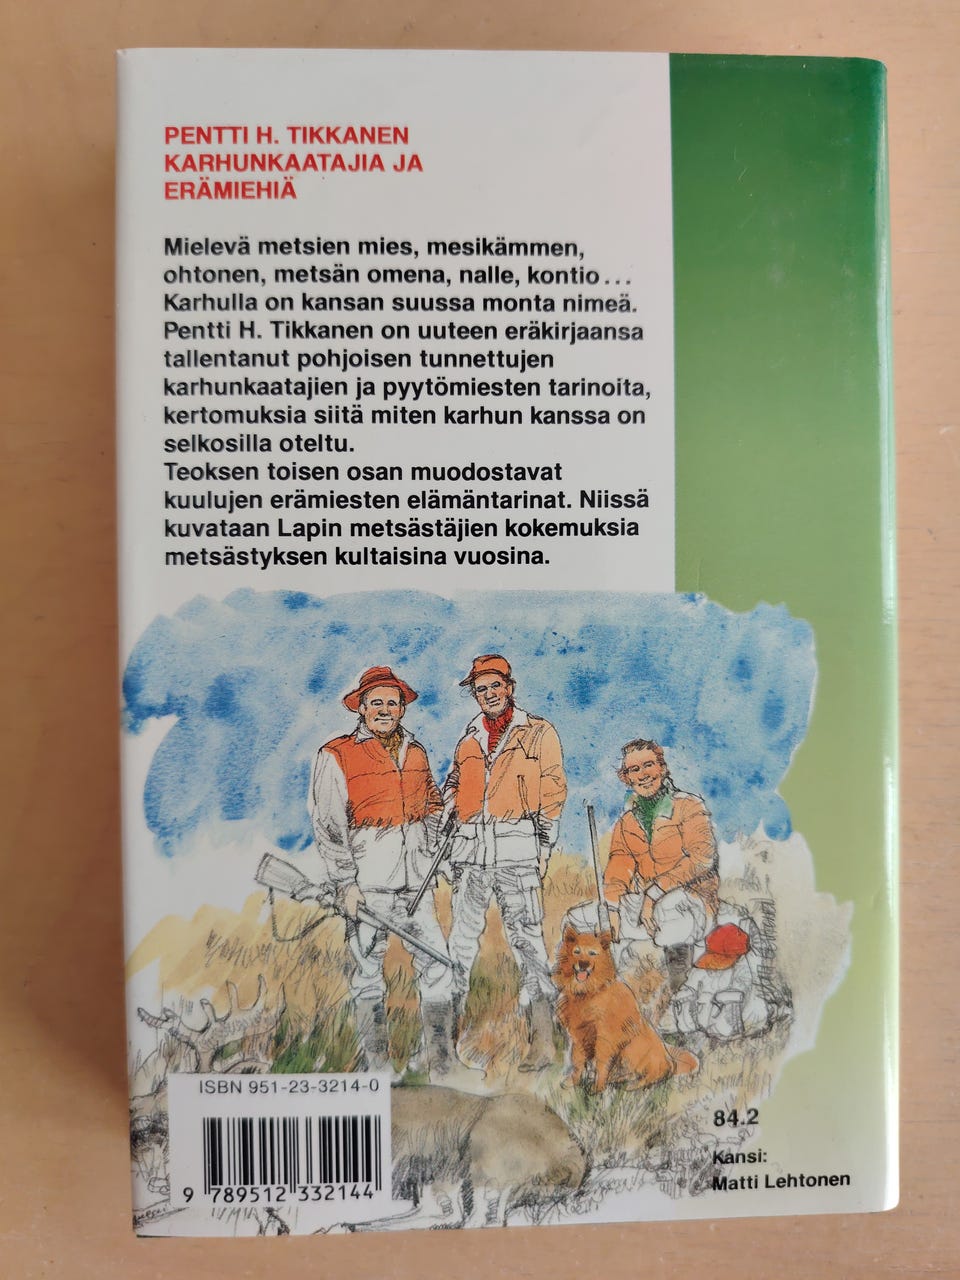 PENTTI H. TIKKANEN
KARHUNKAATAJIA JA
ERÄMIEHIÄ
Mielevä metsien mies, mesikämmen,
ohtonen, metsän omena, nalle, kontio...
Karhulla on kansan suussa monta nimeä.
Pentti H. Tikkanen on uuteen eräkirjaansa
tallentanut pohjoisen tunnettujen
karhunkaatajien ja pyytömiesten tarinoita,
kertomuksia siitä miten karhun kanssa on
selkosilla oteltu.
Teoksen toisen osan muodostavat
kuulujen erämiesten elämäntarinat. Niissä
kuvataan Lapin metsästäjien kokemuksia
metsästyksen kultaisina vuosina.
ISBN 951-23-3214-0
9 789512 332144
84.2
Kansi:
Matti Lehtonen